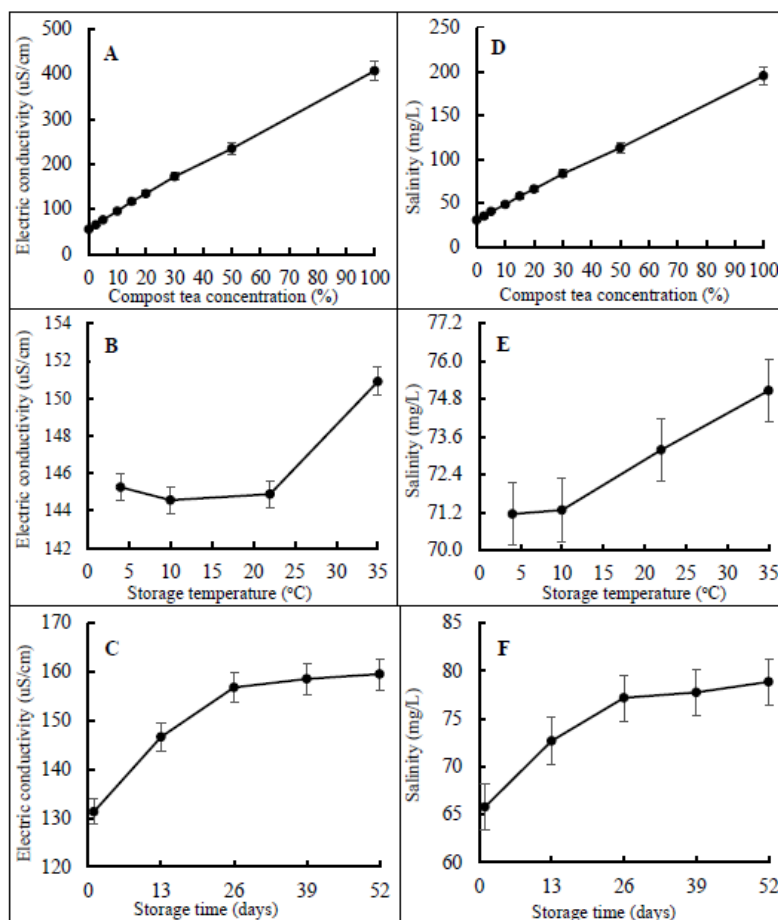 A
Electric conductivity (uS/cm)
500
400
300
200
100
0
0 10 20 30 40 50 60 70 80 90 100
Compost tea concentration (%)
D
Salinity (mg/L)
250
200
150
100
50
0
0 10 20 30 40 50 60 70 80 90 100
Compost tea concentration (%)
B
Electric conductivity (uS/cm)
154
152
150
148
146
144
142
0 5 10 15 20 25 30 35
Storage temperature (°C)
E
Salinity (mg/L)
77.2
76.0
74.8
73.6
72.4
71.2
70.0
0 5 10 15 20 25 30 35
Storage temperature (°C)
C
Electric conductivity (uS/cm)
170
160
150
140
130
120
0 13 26 39 52
Storage time (days)
F
Salinity (mg/L)
85
80
75
70
65
60
0 13 26 39 52
Storage time (days)